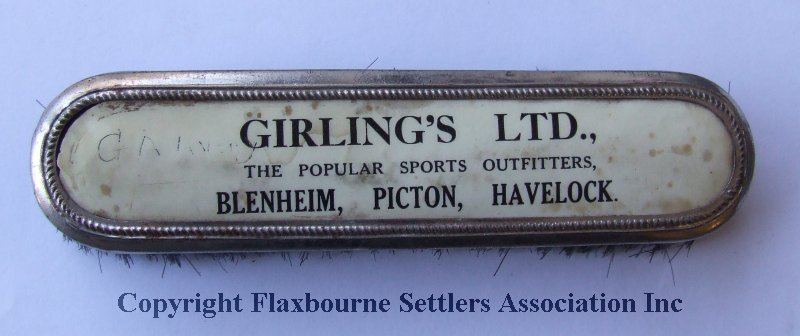 GIRLING'S LTD.,
THE POPULAR SPORTS OUTFITTERS,
BLENHEIM, PICTON, HAVELOCK.
Copyright Flaxbourne Settlers Association Inc